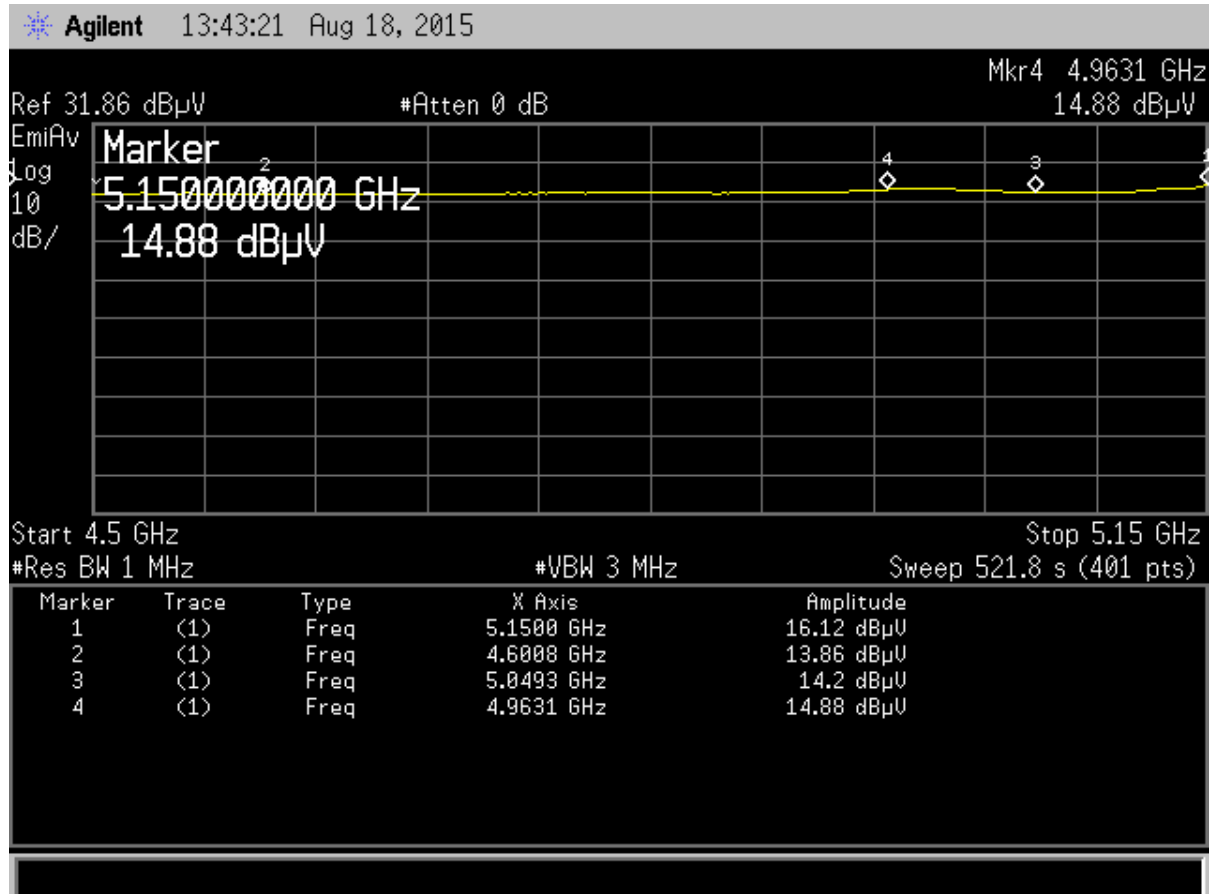 Agilent 13:43:21 Aug 18, 2015
Mkr4 4.9631 GHz
Ref 31.86 dBµV #Atten 0 dB 14.88 dBµV
EmiAv
Log
10
dB/
Marker
5.150000000 GHz
14.88 dBµV
2
4
3
1
Start 4.5 GHz Stop 5.15 GHz
#Res BW 1 MHz #VBW 3 MHz Sweep 521.8 s (401 pts)
Marker Trace Type X Axis Amplitude
1 (1) Freq 5.1500 GHz 16.12 dBµV
2 (1) Freq 4.6008 GHz 13.86 dBµV
3 (1) Freq 5.0493 GHz 14.2 dBµV
4 (1) Freq 4.9631 GHz 14.88 dBµV